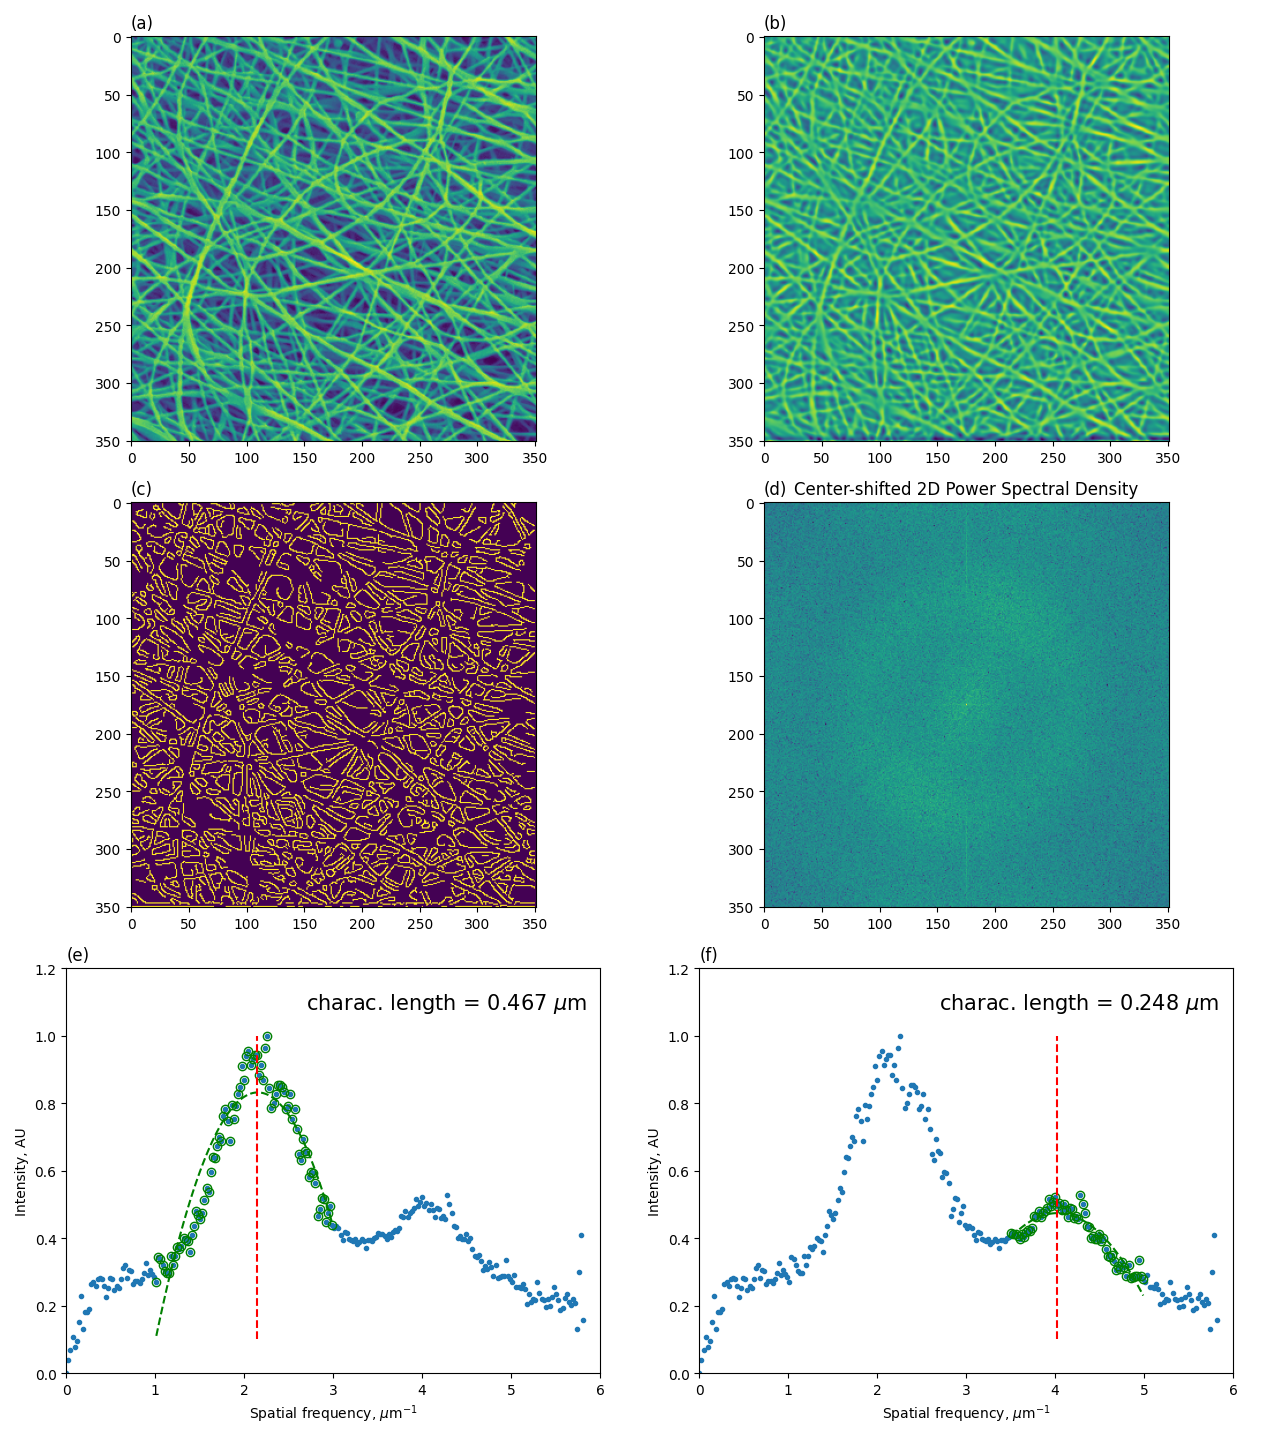 (a)
0
50
100
150
200
250
300
350
0 50 100 150 200 250 300 350
(b)
0
50
100
150
200
250
300
350
0 50 100 150 200 250 300 350
(c)
0
50
100
150
200
250
300
350
0 50 100 150 200 250 300 350
(d) Center-shifted 2D Power Spectral Density
0
50
100
150
200
250
300
350
0 50 100 150 200 250 300 350
(e)
charac. length = 0.467 μm
Intensity, AU
1.2
1.0
0.8
0.6
0.4
0.2
0.0
0 1 2 3 4 5 6
Spatial frequency, μm⁻¹
(f)
charac. length = 0.248 μm
Intensity, AU
1.2
1.0
0.8
0.6
0.4
0.2
0.0
0 1 2 3 4 5 6
Spatial frequency, μm⁻¹